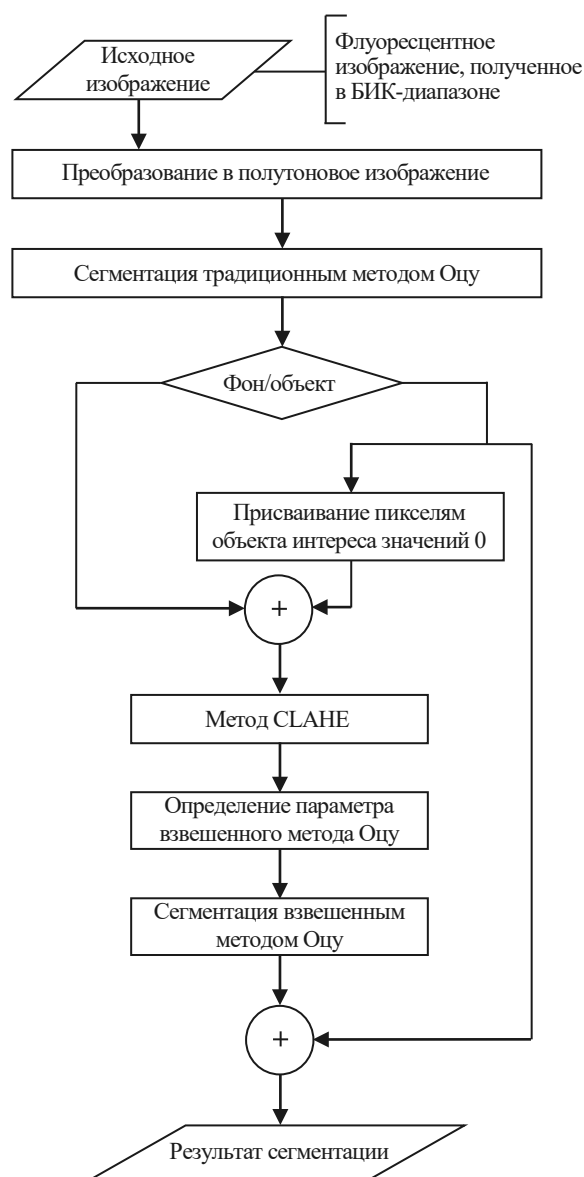 Исходное
изображение
Флуоресцентное
изображение, полученное
в БИК-диапазоне
Преобразование в полутоновое изображение
Сегментация традиционным методом Оцу
Фон/объект
Присваивание пикселям
объекта интереса значений 0
+
Метод CLAHE
Определение параметра
взвешенного метода Оцу
Сегментация взвешенным
методом Оцу
+
Результат сегментации